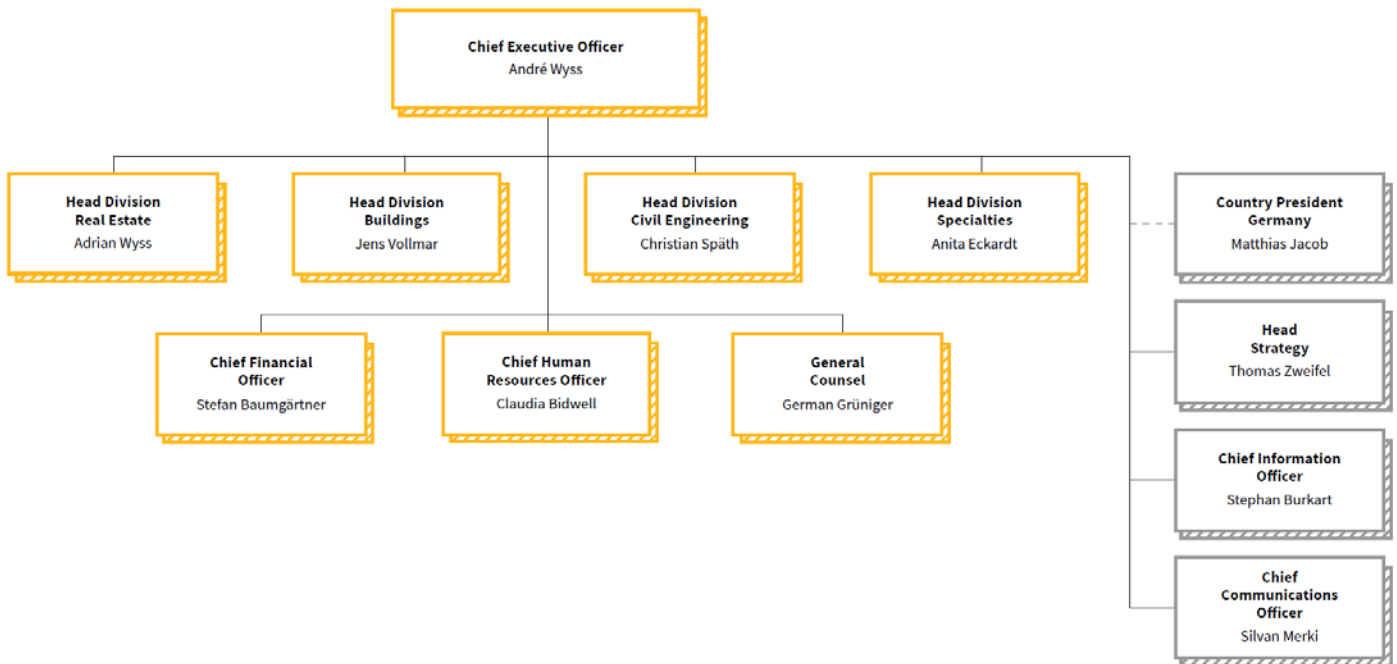 Chief Executive Officer
André Wyss
Head Division
Real Estate
Adrian Wyss
Head Division
Buildings
Jens Vollmar
Head Division
Civil Engineering
Christian Späth
Head Division
Specialties
Anita Eckardt
Country President
Germany
Matthias Jacob
Chief Financial
Officer
Stefan Baumgärtner
Chief Human
Resources Officer
Claudia Bidwell
General
Counsel
German Grüniger
Head
Strategy
Thomas Zweifel
Chief Information
Officer
Stephan Burkart
Chief
Communications
Officer
Silvan Merki